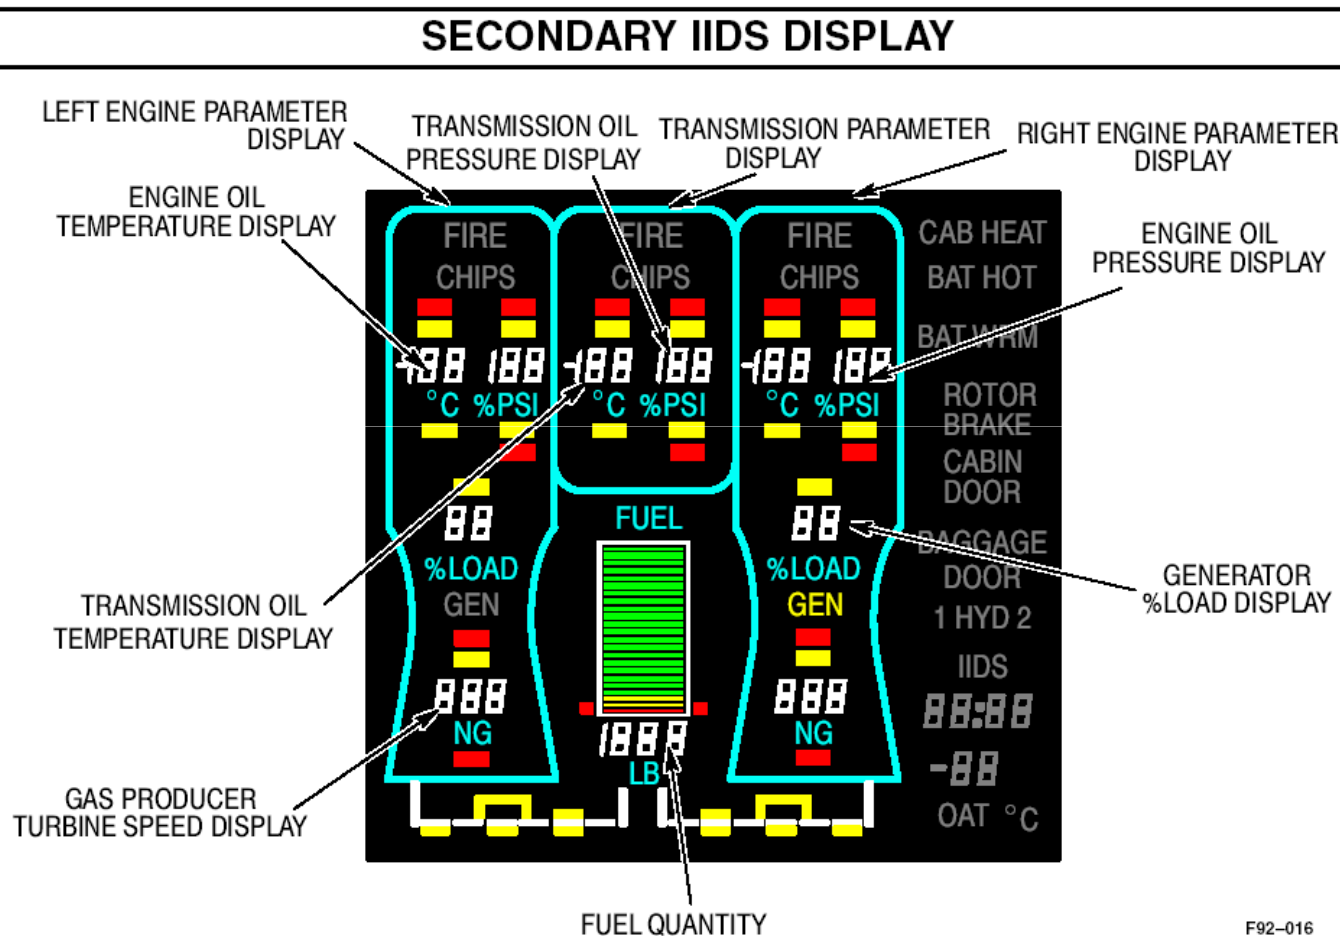 SECONDARY IIDS DISPLAY
LEFT ENGINE PARAMETER
DISPLAY
TRANSMISSION OIL
PRESSURE DISPLAY
TRANSMISSION PARAMETER
DISPLAY
RIGHT ENGINE PARAMETER
DISPLAY
ENGINE OIL
TEMPERATURE DISPLAY
ENGINE OIL
PRESSURE DISPLAY
FIRE
CHIPS
-188 188
°C %PSI
88
%LOAD
GEN
888
NG
FIRE
CHIPS
-188 188
°C %PSI
FUEL
1888
LB
FIRE
CHIPS
-188 188
°C %PSI
88
%LOAD
GEN
888
NG
CAB HEAT
BAT HOT
BAT WRM
ROTOR
BRAKE
CABIN
DOOR
BAGGAGE
DOOR
1 HYD 2
IIDS
88:88
-88
OAT °C
TRANSMISSION OIL
TEMPERATURE DISPLAY
GENERATOR
%LOAD DISPLAY
GAS PRODUCER
TURBINE SPEED DISPLAY
FUEL QUANTITY
F92–016